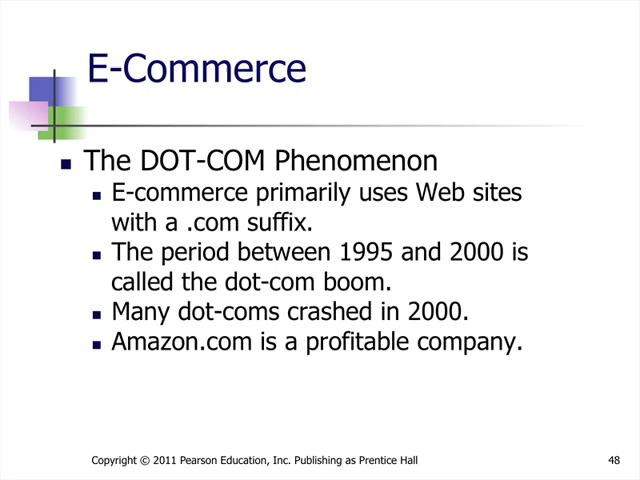 E-Commerce
The DOT-COM Phenomenon
E-commerce primarily uses Web sites
with a .com suffix.
The period between 1995 and 2000 is
called the dot-com boom.
Many dot-coms crashed in 2000.
Amazon.com is a profitable company.
Copyright © 2011 Pearson Education, Inc. Publishing as Prentice Hall
48